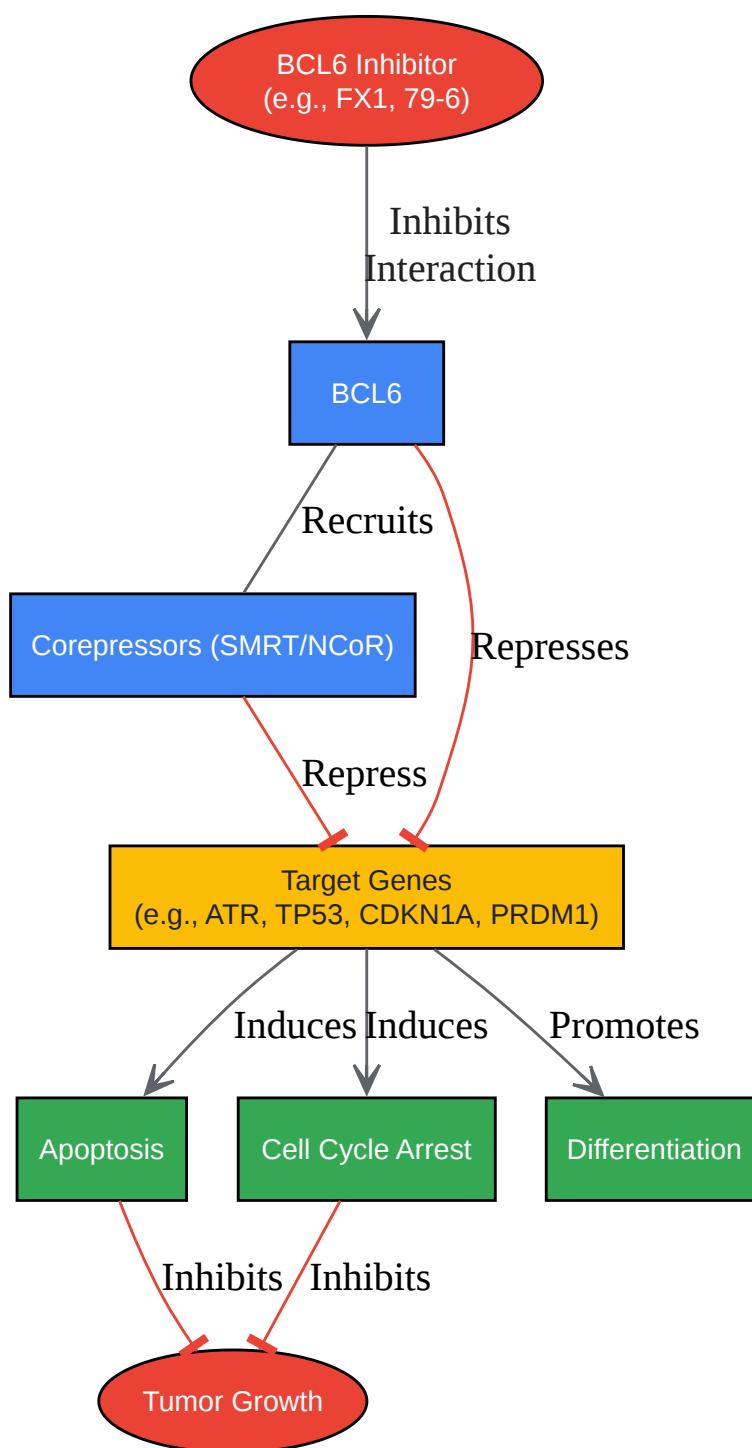 BCL6 Inhibitor
(e.g., FX1, 79-6)
Inhibits
Interaction
BCL6
Recruits
Corepressors (SMRT/NCoR)
Represses
Repress
Target Genes
(e.g., ATR, TP53, CDKN1A, PRDM1)
Induces
Induces
Promotes
Apoptosis
Cell Cycle Arrest
Differentiation
Inhibits
Inhibits
Tumor Growth